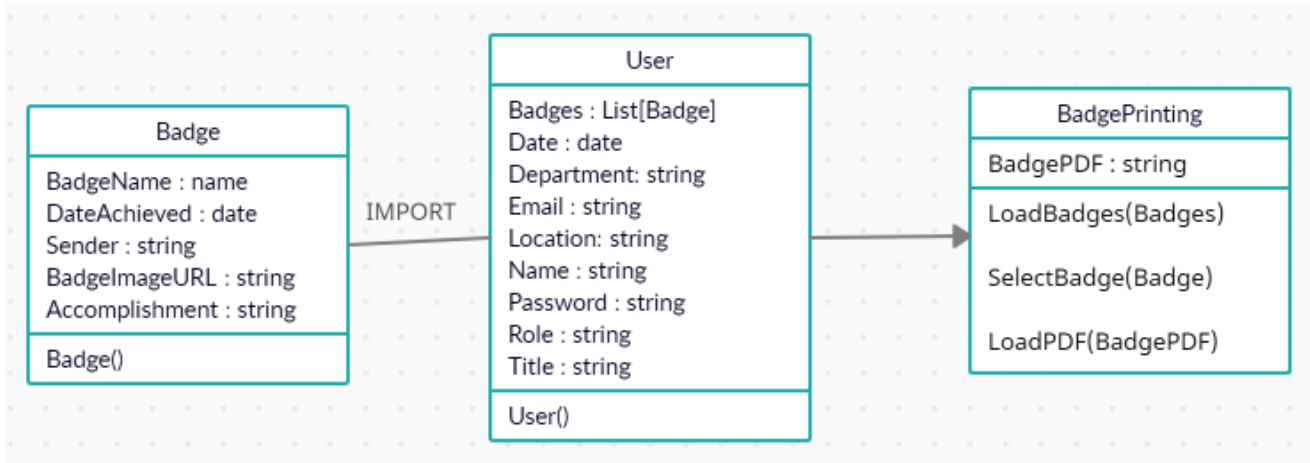 Badge
BadgeName : name
DateAchieved : date
Sender : string
BadgeImageURL : string
Accomplishment : string
Badge()
IMPORT
User
Badges : List[Badge]
Date : date
Department: string
Email : string
Location: string
Name : string
Password : string
Role : string
Title : string
User()
BadgePrinting
BadgePDF : string
LoadBadges(Badges)
SelectBadge(Badge)
LoadPDF(BadgePDF)